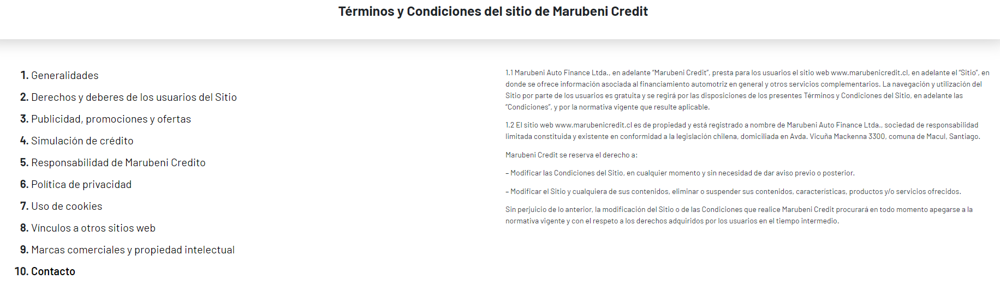 Términos y Condiciones del sitio de Marubeni Credit
1. Generalidades
2. Derechos y deberes de los usuarios del Sitio
3. Publicidad, promociones y ofertas
4. Simulación de crédito
5. Responsabilidad de Marubeni Credito
6. Política de privacidad
7. Uso de cookies
8. Vínculos a otros sitios web
9. Marcas comerciales y propiedad intelectual
10. Contacto
1.1 Marubeni Auto Finance Ltda., en adelante “Marubeni Credit”, presta para los usuarios el sitio web www.marubenicredit.cl, en adelante el “Sitio”, en
donde se ofrece información asociada al financiamiento automotriz en general y otros servicios complementarios. La navegación y utilización del
Sitio por parte de los usuarios es gratuita y se regirá por las disposiciones de los presentes Términos y Condiciones del Sitio, en adelante las
“Condiciones”, y por la normativa vigente que resulte aplicable.
1.2 El sitio web www.marubenicredit.cl es de propiedad y está registrado a nombre de Marubeni Auto Finance Ltda., sociedad de responsabilidad
limitada constituida y existente en conformidad a la legislación chilena, domiciliada en Avda. Vicuña Mackenna 3300, comuna de Macul, Santiago.
Marubeni Credit se reserva el derecho a:
– Modificar las Condiciones del Sitio, en cualquier momento y sin necesidad de dar aviso previo o posterior.
– Modificar el Sitio y cualquiera de sus contenidos, eliminar o suspender sus contenidos, características, productos y/o servicios ofrecidos.
Sin perjuicio de lo anterior, la modificación del Sitio o de las Condiciones que realice Marubeni Credit procurará en todo momento apegarse a la
normativa vigente y con el respeto a los derechos adquiridos por los usuarios en el tiempo intermedio.